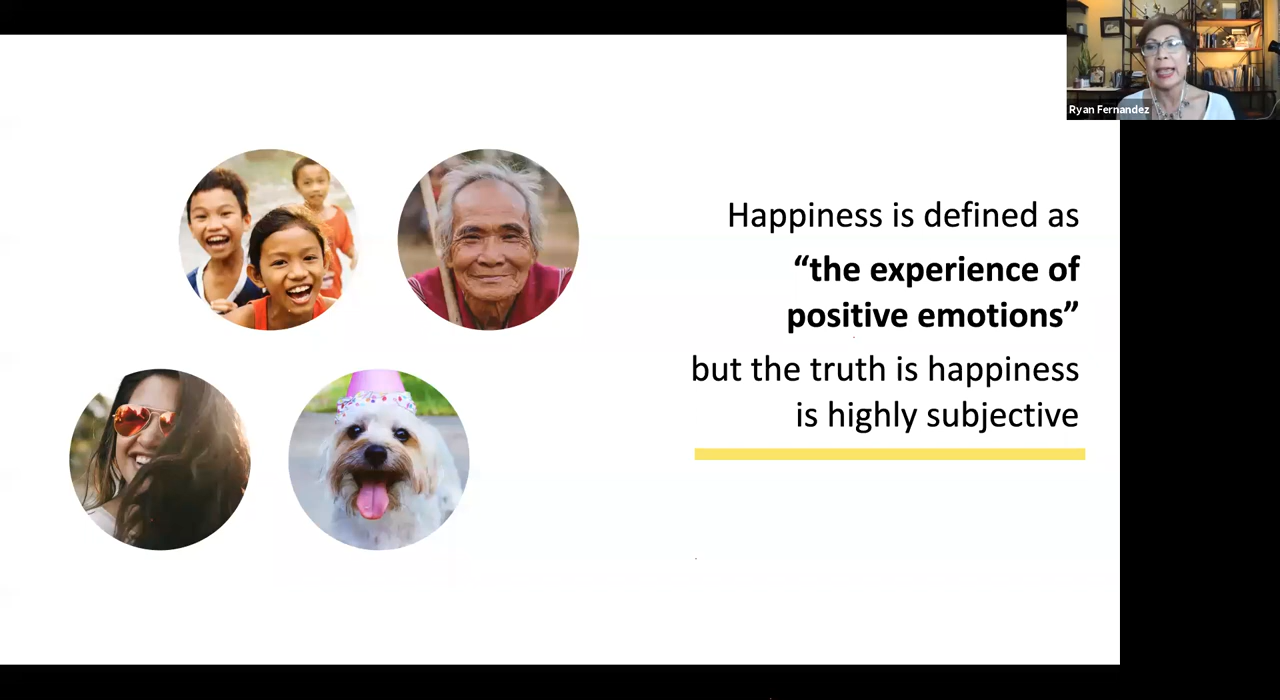 Ryan Fernandez
Happiness is defined as
“the experience of
positive emotions”
but the truth is happiness
is highly subjective